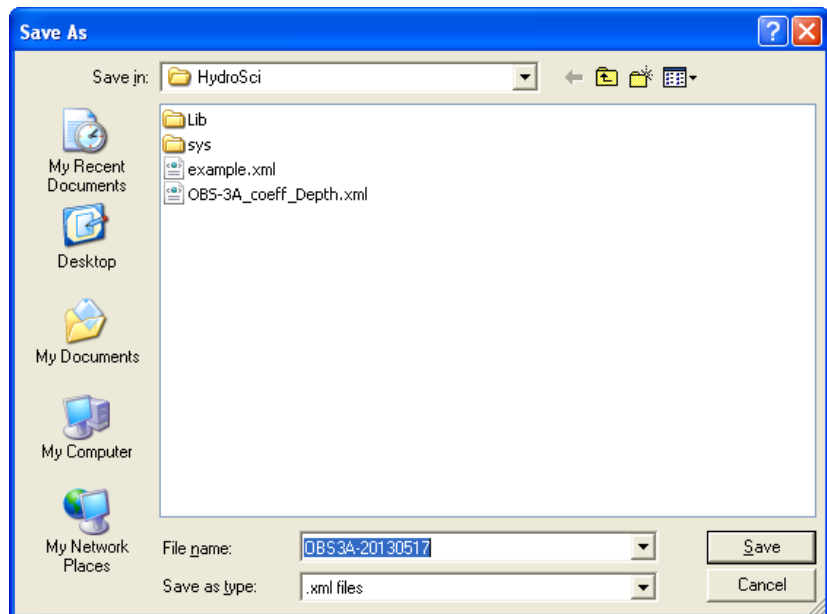 Save As
Save in:
HydroSci
My Recent
Documents
Desktop
My Documents
My Computer
My Network
Places
Lib
sys
example.xml
OBS-3A_coeff_Depth.xml
File name:
OBS3A-20130517
Save
Save as type:
.xml files
Cancel